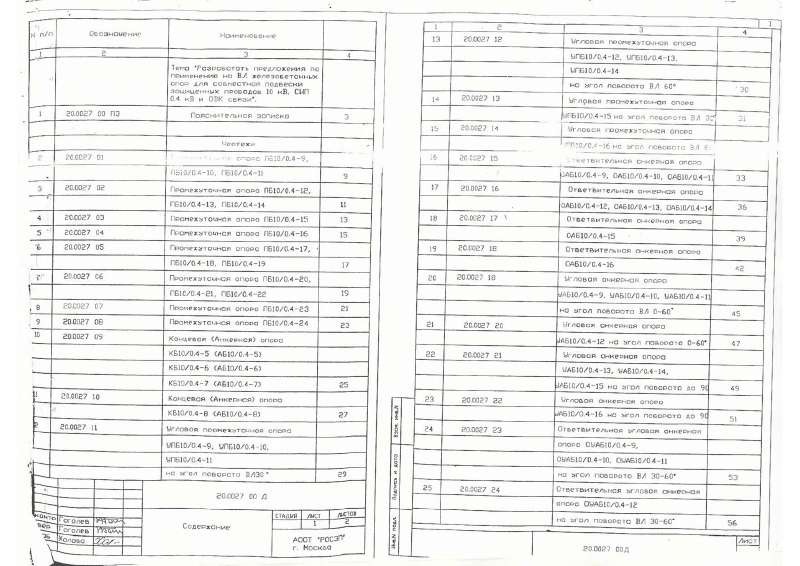 N п/п Обозначение Наименование
1 2 3 4
Тема "Разработать предложения по
применению на ВЛ железобетонных
опор для совместной подвески
защищенных проводов 10 кВ, СИП
0.4 кВ и ОВК связи".
1 20.0027 00 ПЗ Пояснительная записка 3
Чертежи
2 20.0027 01 опора ПБ10/0.4-9,
ПБ10/0.4-10, ПБ10/0.4-11 9
3 20.0027 02 Промежуточная опора ПБ10/0.4-12,
ПБ10/0.4-13, ПБ10/0.4-14 11
4 20.0027 03 Промежуточная опора ПБ10/0.4-15 13
5 20.0027 04 Промежуточная опора ПБ10/0.4-16 15
6 20.0027 05 Промежуточная опора ПБ10/0.4-17,
ПБ10/0.4-18, ПБ10/0.4-19 17
7 20.0027 06 Промежуточная опора ПБ10/0.4-20,
ПБ10/0.4-21, ПБ10/0.4-22 19
8 20.0027 07 Промежуточная опора ПБ10/0.4-23 21
9 20.0027 08 Промежуточная опора ПБ10/0.4-24 23
10 20.0027 09 Концевая (Анкерная) опора
КБ10/0.4-5 (АБ10/0.4-5)
КБ10/0.4-6 (АБ10/0.4-6)
КБ10/0.4-7 (АБ10/0.4-7) 25
11 20.0027 10 Концевая (Анкерная) опора
КБ10/0.4-8 (АБ10/0.4-8) 27
2 20.0027 11 Угловая промежуточная опора
УПБ10/0.4-9, УПБ10/0.4-10,
УПБ10/0.4-11
на угол поворота ВЛ30° 29
20.0027 00 Д
Гоголев
Гоголев
Холова
Содержание
СТАДИЯ ЛИСТ ЛИСТОВ
1 2
АООТ "РОСЭП"
г. Москва
1
1 2 3 4
13 20.0027 12 Угловая промежуточная опора
УПБ10/0.4-12, УПБ10/0.4-13,
УПБ10/0.4-14
на угол поворота ВЛ 60° 30
14 20.0027 13 Угловая промежуточная опора
УПБ10/0.4-15 на угол поворота ВЛ 30° 31
15 20.0027 14 Угловая промежуточная опора
УПБ10/0.4-16 на угол поворота ВЛ 6
16 20.0027 15 Ответвительная анкерная опора
ОАБ10/0.4-9, ОАБ10/0.4-10, ОАБ10/0.4-11 33
17 20.0027 16 Ответвительная анкерная опора
ОАБ10/0.4-12, ОАБ10/0.4-13, ОАБ10/0.4-14 36
18 20.0027 17 Ответвительная анкерная опора
ОАБ10/0.4-15 39
19 20.0027 18 Ответвительная анкерная опора
ОАБ10/0.4-16 42
20 20.0027 18 Угловая анкерная опора
УАБ10/0.4-9, УАБ10/0.4-10, УАБ10/0.4-11
на угол поворота ВЛ 0-60° 45
21 20.0027 20 Угловая анкерная опора
УАБ10/0.4-12 на угол поворота 0-60° 47
22 20.0027 21 Угловая анкерная опора
УАБ10/0.4-13, УАБ10/0.4-14,
УАБ10/0.4-15 на угол поворота до 90 49
23 20.0027 22 Угловая анкерная опора
УАБ10/0.4-16 на угол поворота до 90 51
24 20.0027 23 Ответвительная угловая анкерная
опора ОУАБ10/0.4-9,
ОУАБ10/0.4-10, ОУАБ10/0.4-11
на угол поворота ВЛ 30-60° 53
25 20.0027 24 Ответвительная угловая анкерная
опора ОУАБ10/0.4-12
на угол поворота ВЛ 30-60° 56
Взам. инв.N
Подпись и дата
Инв.N подл.
20.0027 00Д
ЛИСТ